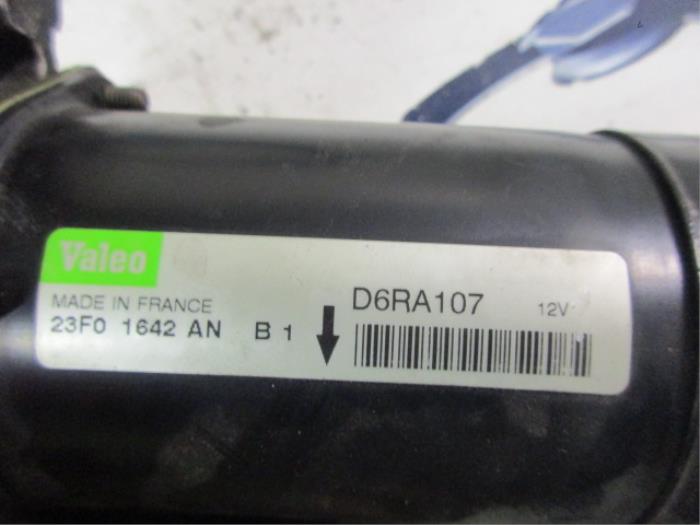 Valeo
MADE IN FRANCE
23F0 1642 AN B 1
D6RA107 12V